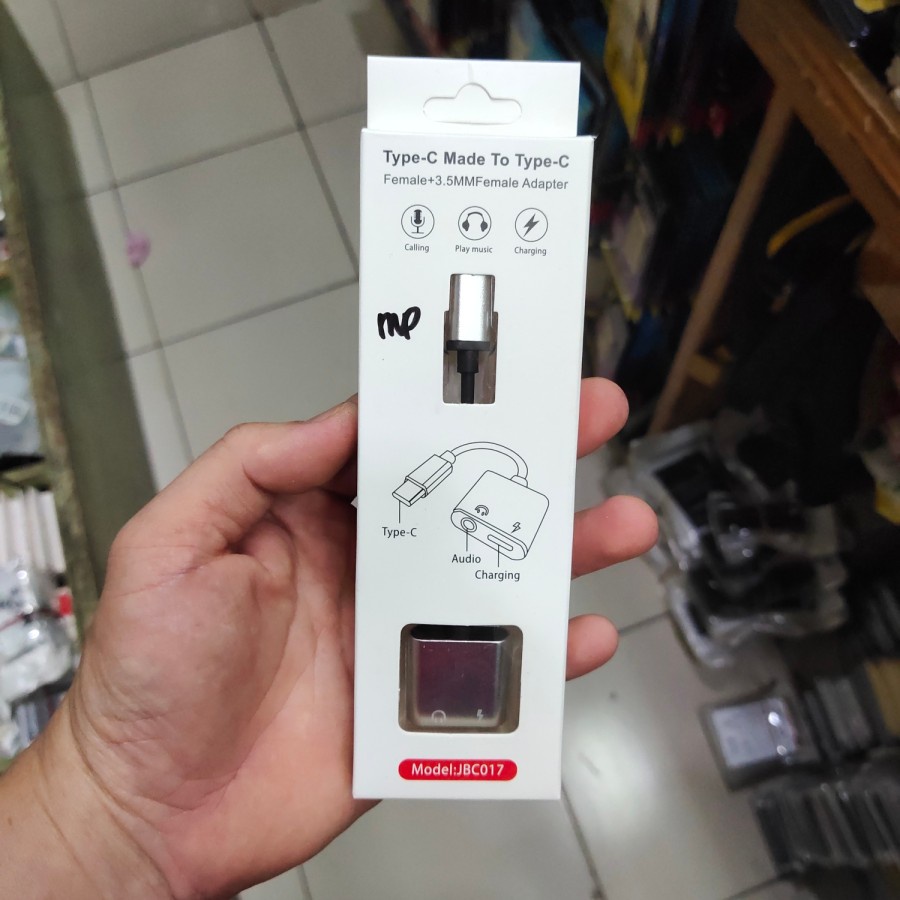 Type-C Made To Type-C
Female+3.5MMFemale Adapter
Calling
Play music
Charging
mp
Type-C
Audio
Charging
Model:JBC017